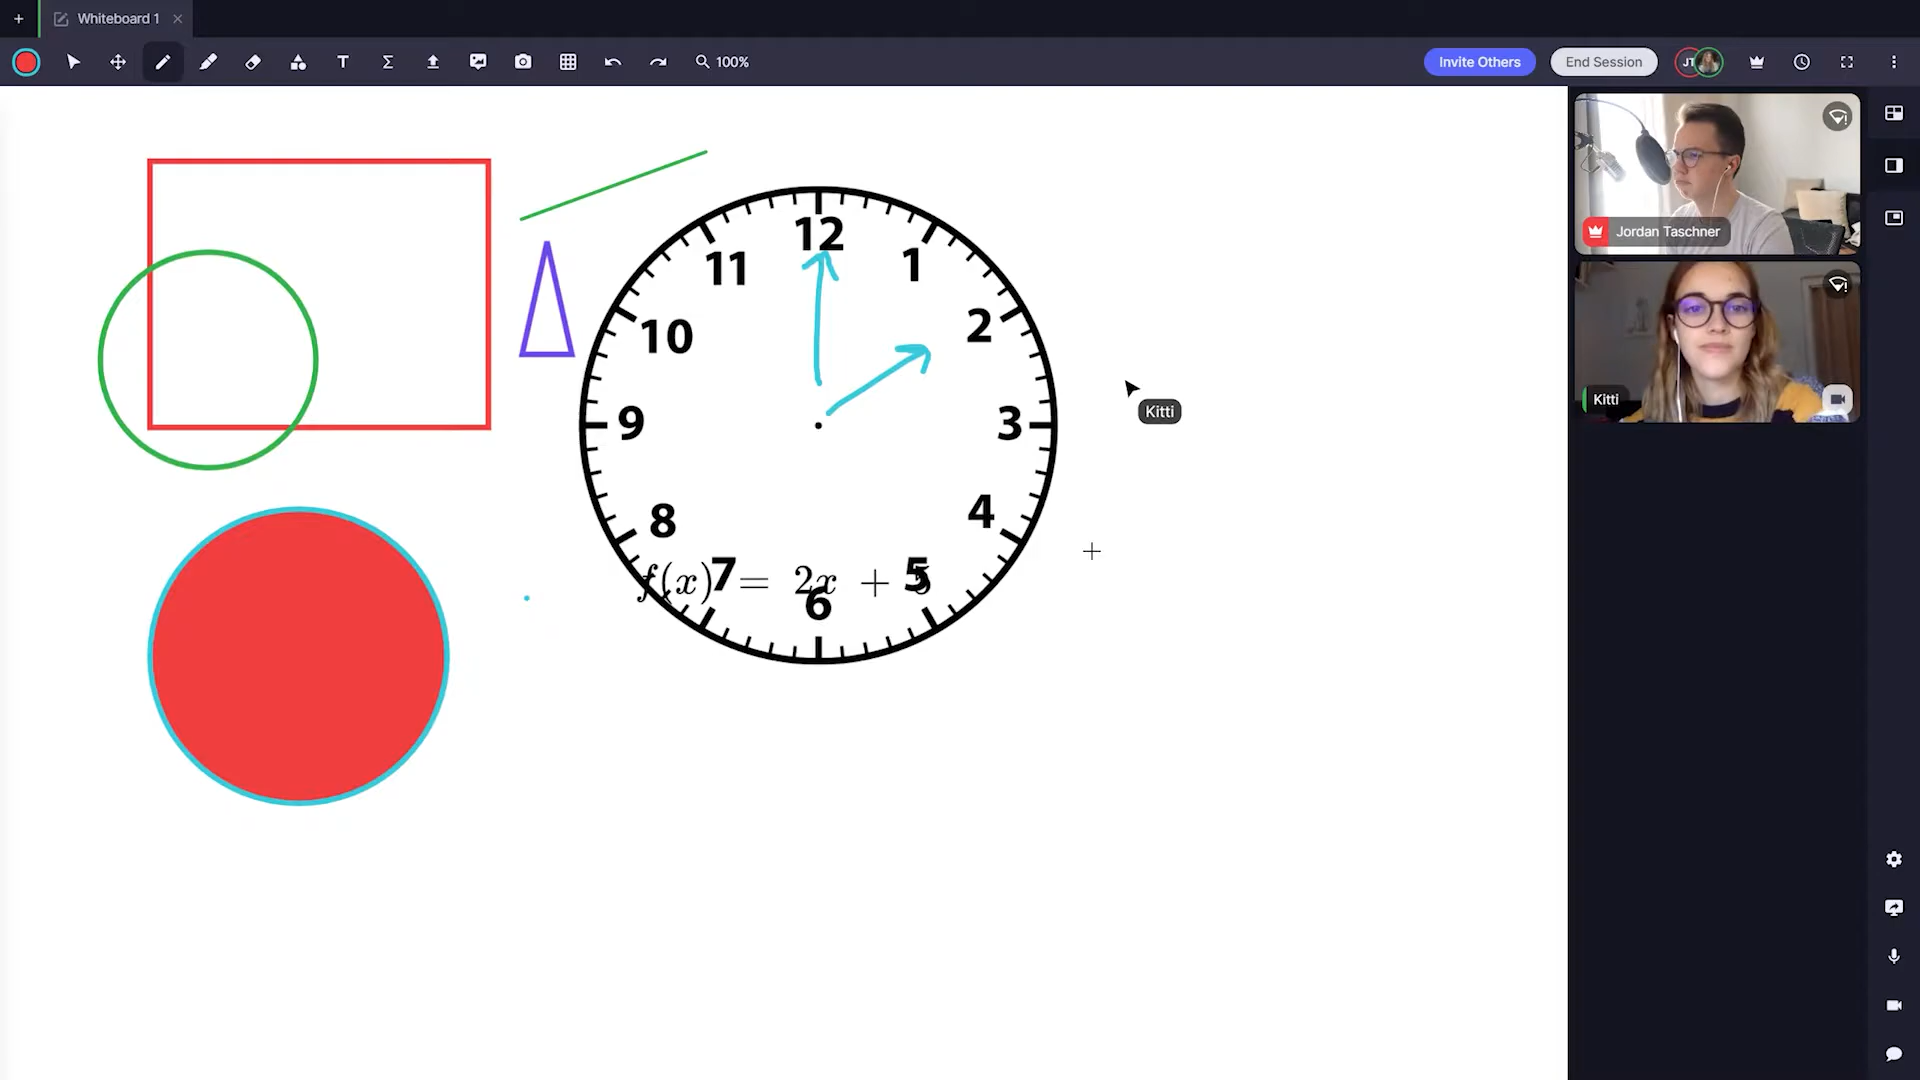 Whiteboard 1
T Σ 100%
Invite Others
End Session
JT
Jordan Taschner
Kitti
12
11 1
10 2
9 3
8 4
7 5
6
f(x) = 2x + 5
Kitti